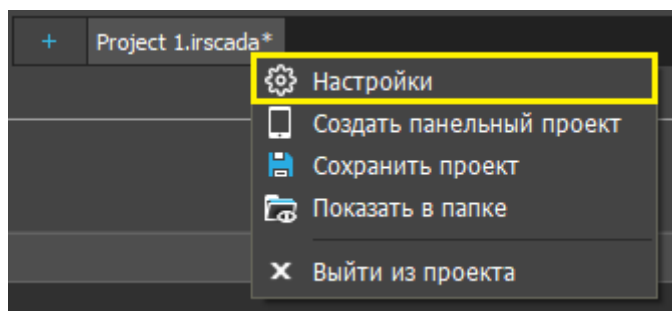 + Project 1.irscada*
Настройки
Создать панельный проект
Сохранить проект
Показать в папке
Выйти из проекта